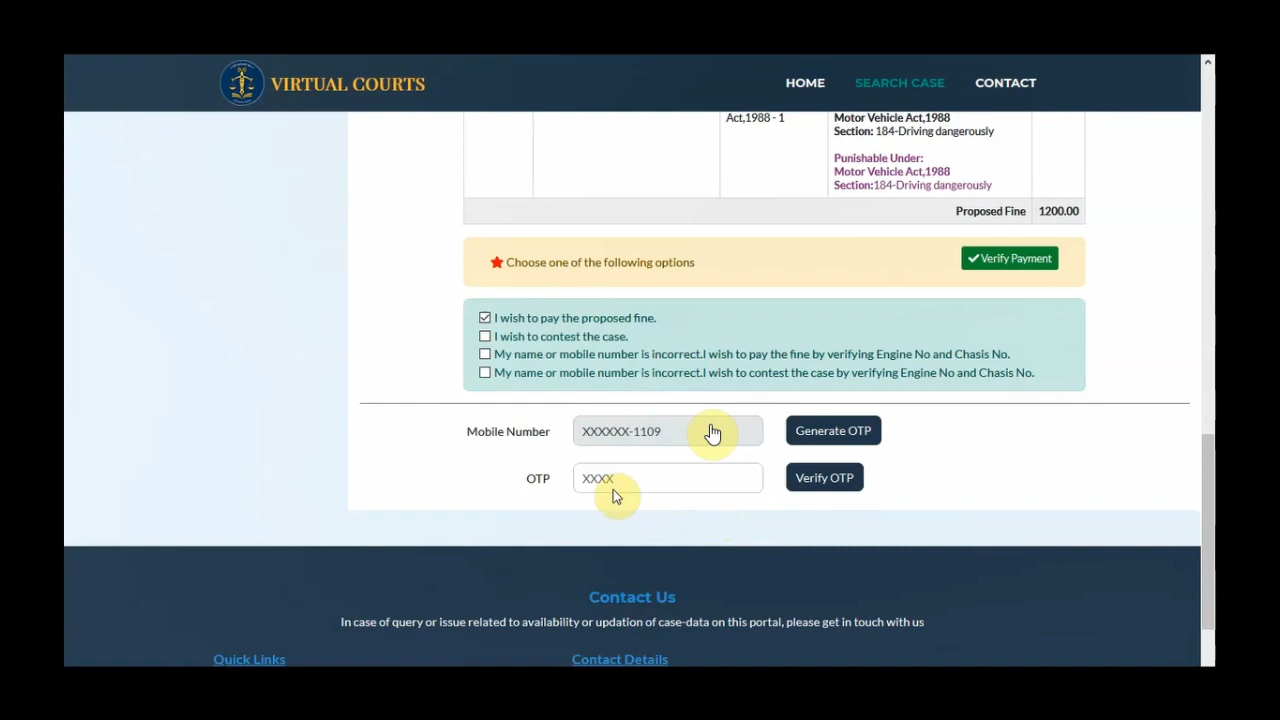 VIRTUAL COURTS
HOME
SEARCH CASE
CONTACT
Act,1988 - 1
Motor Vehicle Act,1988
Section: 184-Driving dangerously
Punishable Under:
Motor Vehicle Act,1988
Section:184-Driving dangerously
Proposed Fine 1200.00
Choose one of the following options
Verify Payment
I wish to pay the proposed fine.
I wish to contest the case.
My name or mobile number is incorrect.I wish to pay the fine by verifying Engine No and Chasis No.
My name or mobile number is incorrect.I wish to contest the case by verifying Engine No and Chasis No.
Mobile Number XXXXXX-1109 Generate OTP
OTP XXXX Verify OTP
Contact Us
In case of query or issue related to availability or updation of case-data on this portal, please get in touch with us
Quick Links
Contact Details